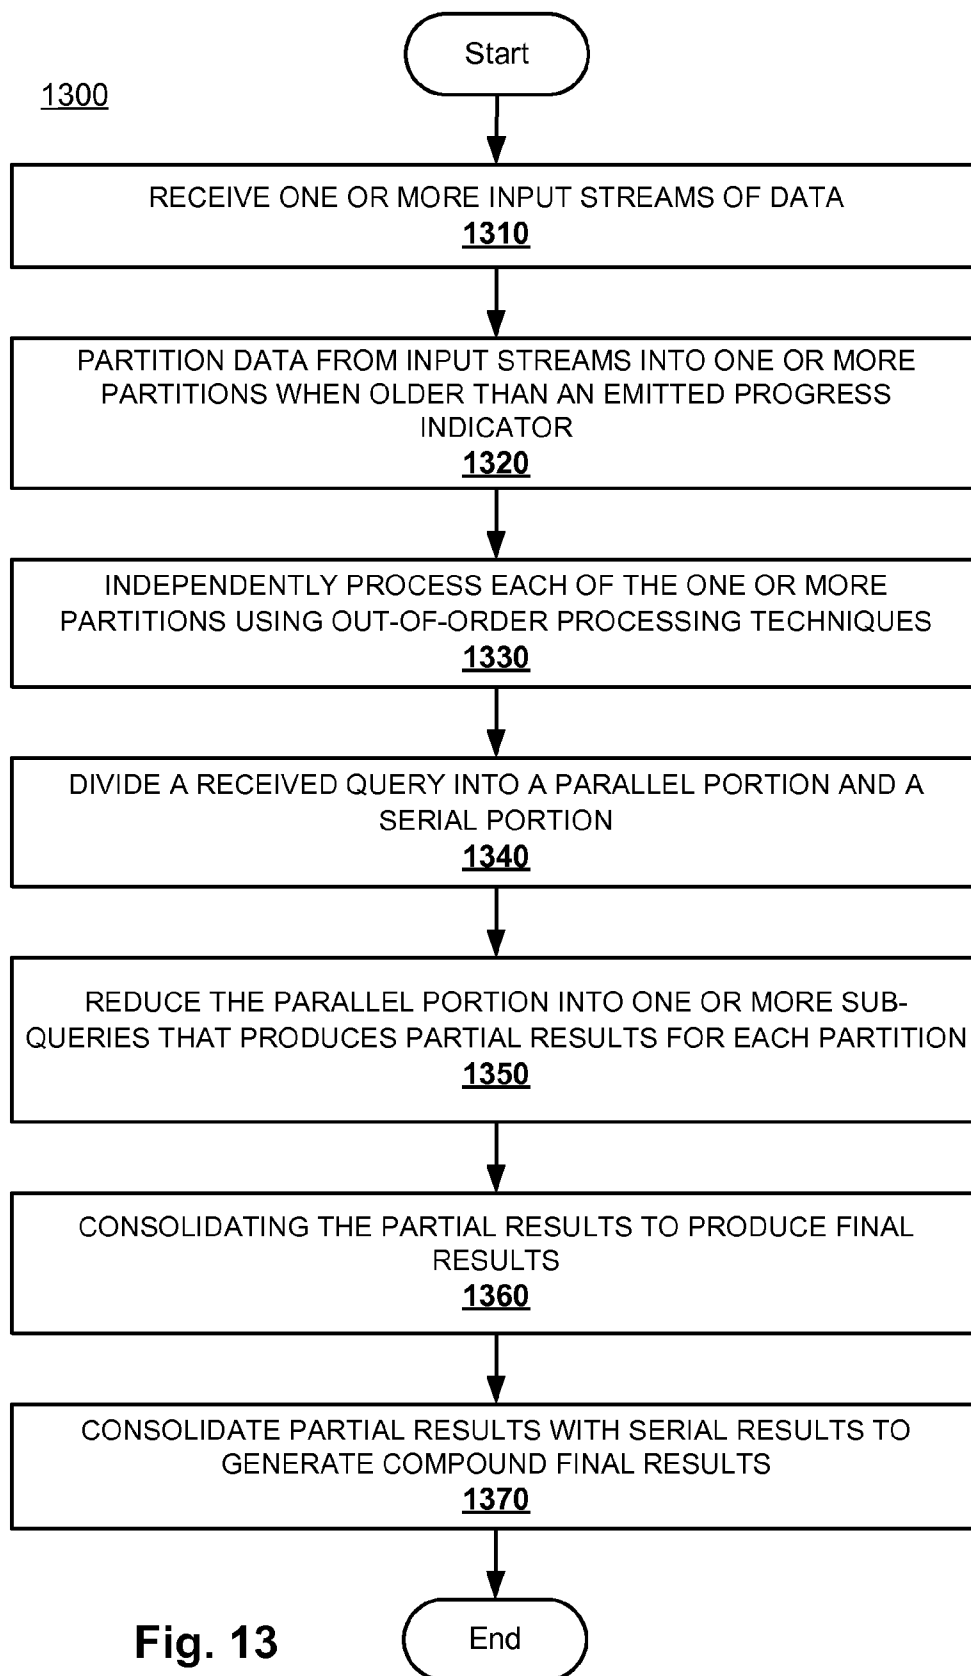 Start
1300
RECEIVE ONE OR MORE INPUT STREAMS OF DATA
1310
PARTITION DATA FROM INPUT STREAMS INTO ONE OR MORE
PARTITIONS WHEN OLDER THAN AN EMITTED PROGRESS
INDICATOR
1320
INDEPENDENTLY PROCESS EACH OF THE ONE OR MORE
PARTITIONS USING OUT-OF-ORDER PROCESSING TECHNIQUES
1330
DIVIDE A RECEIVED QUERY INTO A PARALLEL PORTION AND A
SERIAL PORTION
1340
REDUCE THE PARALLEL PORTION INTO ONE OR MORE SUB-
QUERIES THAT PRODUCES PARTIAL RESULTS FOR EACH PARTITION
1350
CONSOLIDATING THE PARTIAL RESULTS TO PRODUCE FINAL
RESULTS
1360
CONSOLIDATE PARTIAL RESULTS WITH SERIAL RESULTS TO
GENERATE COMPOUND FINAL RESULTS
1370
End
Fig. 13